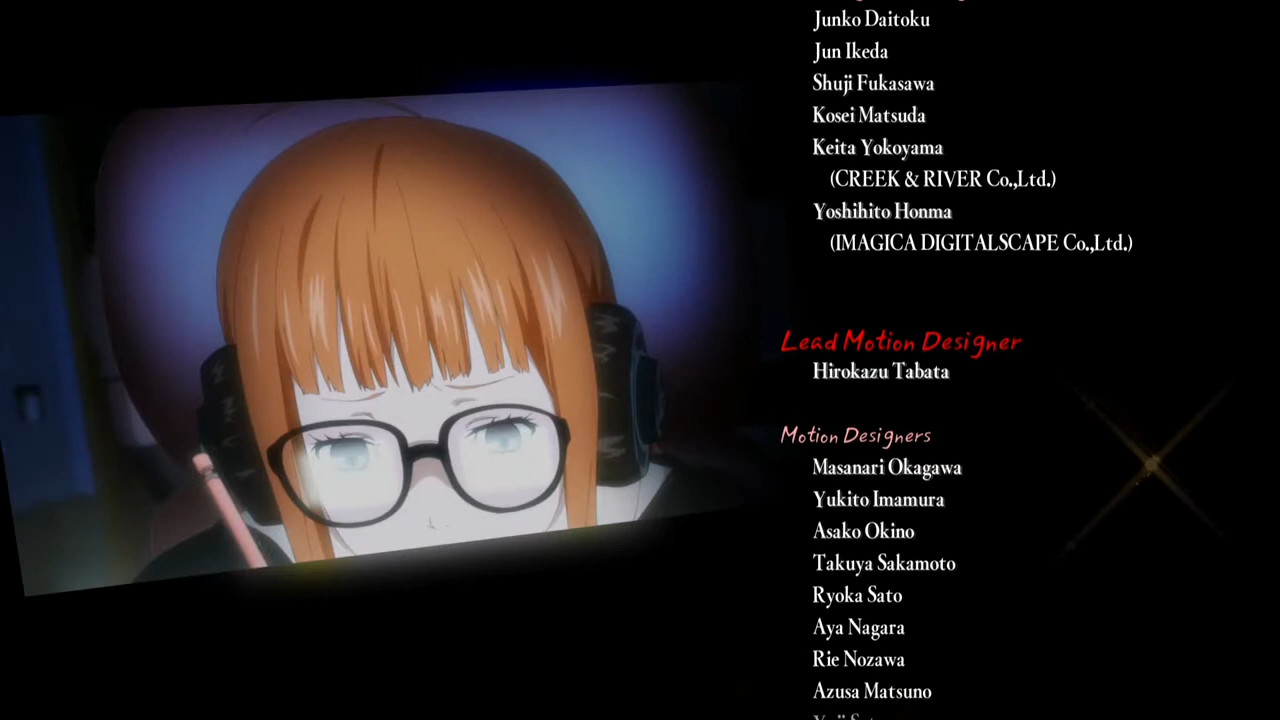 Junko Daitoku
Jun Ikeda
Shuji Fukasawa
Kosei Matsuda
Keita Yokoyama
(CREEK & RIVER Co.,Ltd.)
Yoshihito Honma
(IMAGICA DIGITALSCAPE Co.,Ltd.)
Lead Motion Designer
Hirokazu Tabata
Motion Designers
Masanari Okagawa
Yukito Imamura
Asako Okino
Takuya Sakamoto
Ryoka Sato
Aya Nagara
Rie Nozawa
Azusa Matsuno